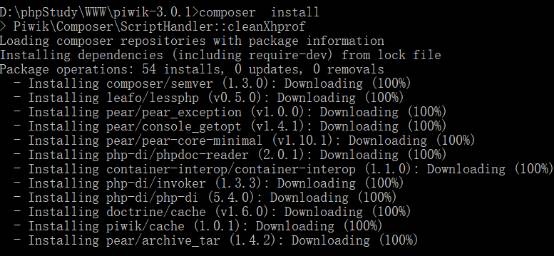 D:\phpStudy\WWW\piwik-3.0.1>composer  install
> Piwik\Composer\ScriptHandler::cleanXhprof
Loading composer repositories with package information
Installing dependencies (including require-dev) from lock file
Package operations: 54 installs, 0 updates, 0 removals
  - Installing composer/semver (1.3.0): Downloading (100%)
  - Installing leafo/lessphp (v0.5.0): Downloading (100%)
  - Installing pear/pear_exception (v1.0.0): Downloading (100%)
  - Installing pear/console_getopt (v1.4.1): Downloading (100%)
  - Installing pear/pear-core-minimal (v1.10.1): Downloading (100%)
  - Installing php-di/phpdoc-reader (2.0.1): Downloading (100%)
  - Installing container-interop/container-interop (1.1.0): Downloading (100%)
  - Installing php-di/invoker (1.3.3): Downloading (100%)
  - Installing php-di/php-di (5.4.0): Downloading (100%)
  - Installing doctrine/cache (v1.6.0): Downloading (100%)
  - Installing piwik/cache (1.0.1): Downloading (100%)
  - Installing pear/archive_tar (1.4.2): Downloading (100%)